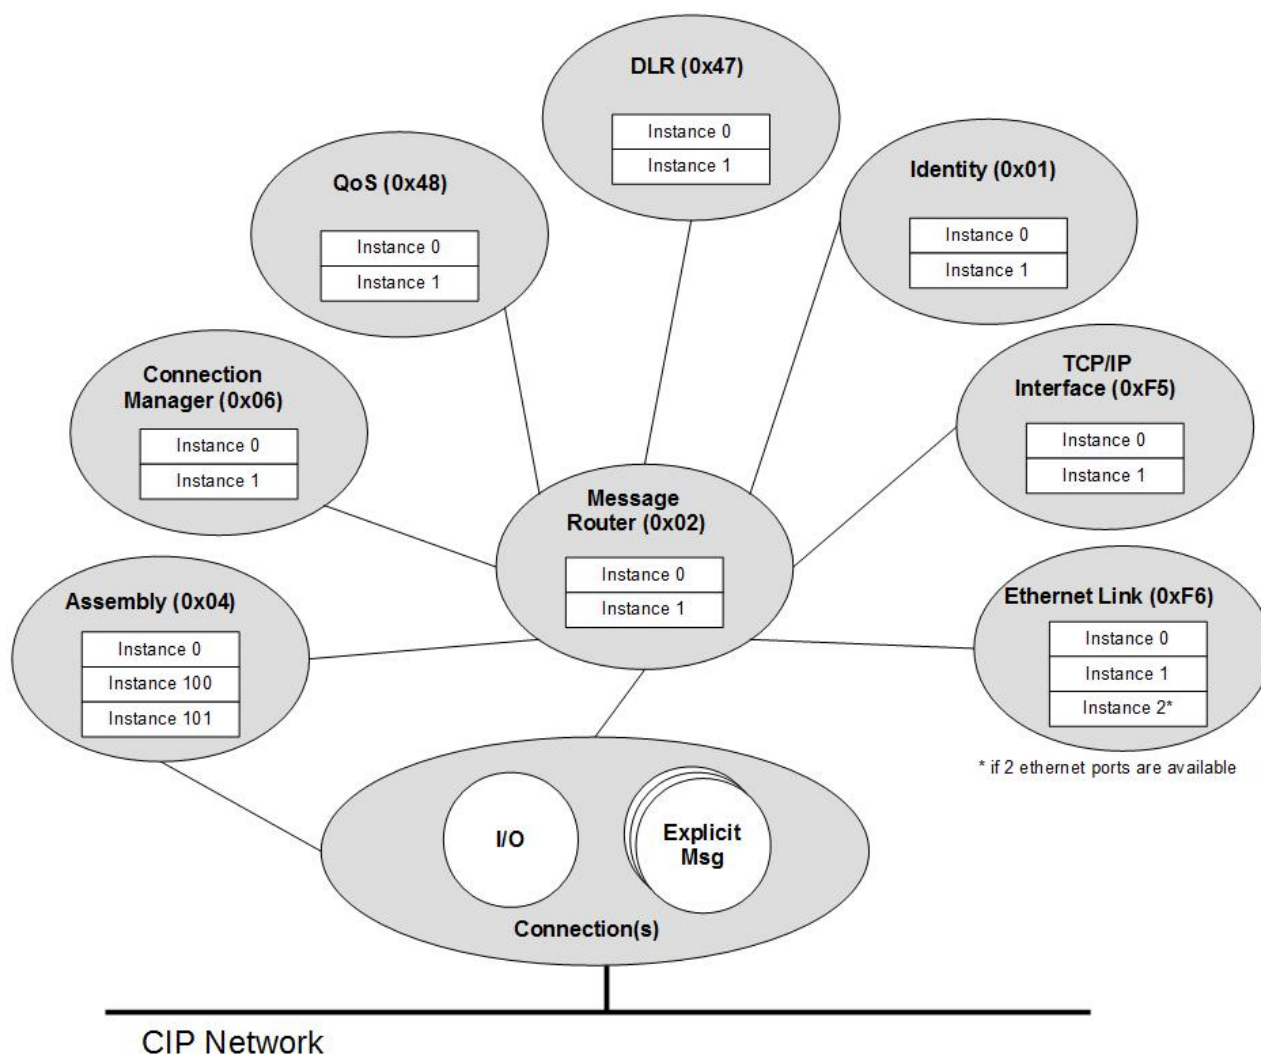 DLR (0x47)
Instance 0
Instance 1
QoS (0x48)
Instance 0
Instance 1
Identity (0x01)
Instance 0
Instance 1
Connection
Manager (0x06)
Instance 0
Instance 1
TCP/IP
Interface (0xF5)
Instance 0
Instance 1
Message
Router (0x02)
Instance 0
Instance 1
Assembly (0x04)
Instance 0
Instance 100
Instance 101
Ethernet Link (0xF6)
Instance 0
Instance 1
Instance 2*
* if 2 ethernet ports are available
I/O
Explicit
Msg
Connection(s)
CIP Network